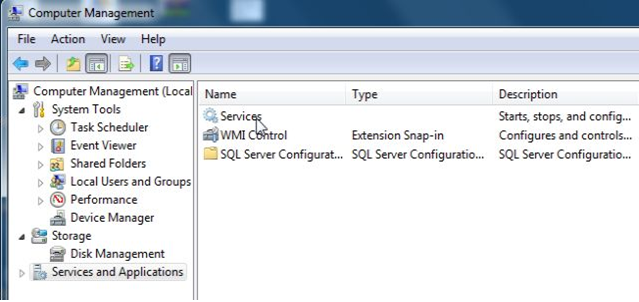 Computer Management
File Action View Help
Computer Management (Local
System Tools
Task Scheduler
Event Viewer
Shared Folders
Local Users and Groups
Performance
Device Manager
Storage
Disk Management
Services and Applications
Name Type Description
Services Starts, stops, and config...
WMI Control Extension Snap-in Configures and controls...
SQL Server Configurat... SQL Server Configuratio... SQL Server Configuratio...